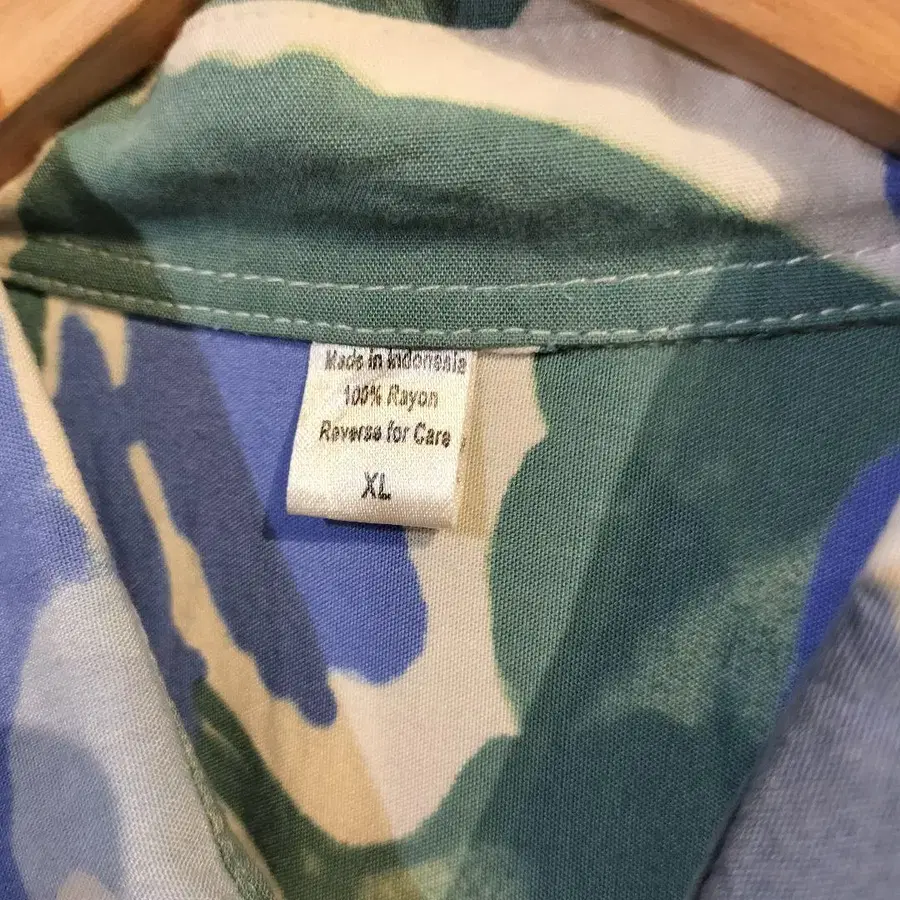 Made in Indonesia
100% Rayon
Reverse for Care
XL